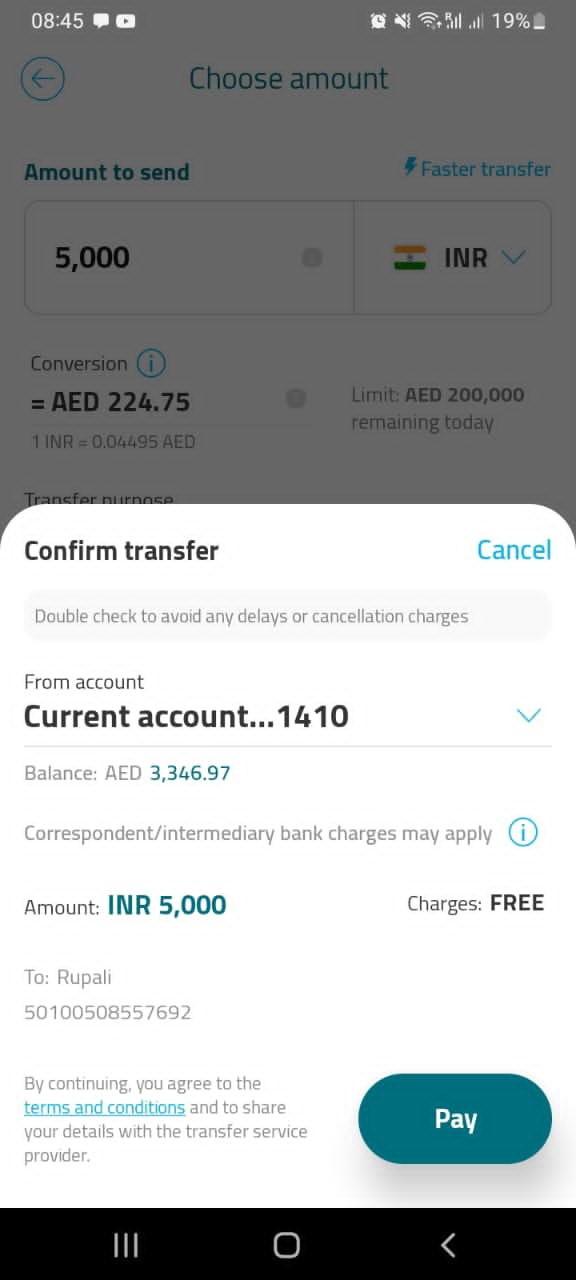 08:45 19%
Choose amount
Amount to send Faster transfer
5,000 INR
Conversion
= AED 224.75
Limit: AED 200,000
remaining today
1 INR = 0.04495 AED
Transfer purpose
Confirm transfer Cancel
Double check to avoid any delays or cancellation charges
From account
Current account...1410
Balance: AED 3,346.97
Correspondent/intermediary bank charges may apply
Amount: INR 5,000 Charges: FREE
To: Rupali
50100508557692
By continuing, you agree to the
terms and conditions and to share
your details with the transfer service
provider.
Pay